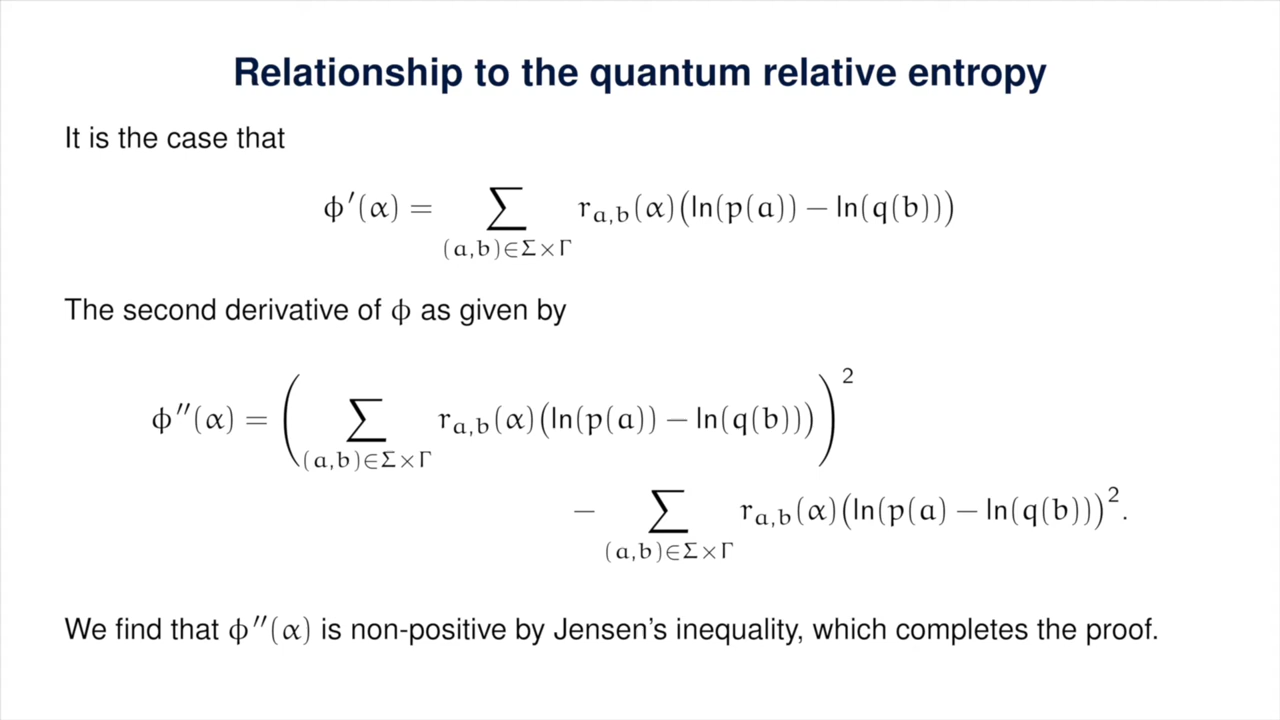 Relationship to the quantum relative entropy
It is the case that
ϕ′(α) = ∑ r_{a,b}(α)(ln(p(a)) − ln(q(b)))
(a,b)∈Σ×Γ
The second derivative of ϕ as given by
ϕ″(α) = ( ∑ r_{a,b}(α)(ln(p(a)) − ln(q(b))) )²
(a,b)∈Σ×Γ
− ∑ r_{a,b}(α)(ln(p(a) − ln(q(b)))².
(a,b)∈Σ×Γ
We find that ϕ″(α) is non-positive by Jensen's inequality, which completes the proof.